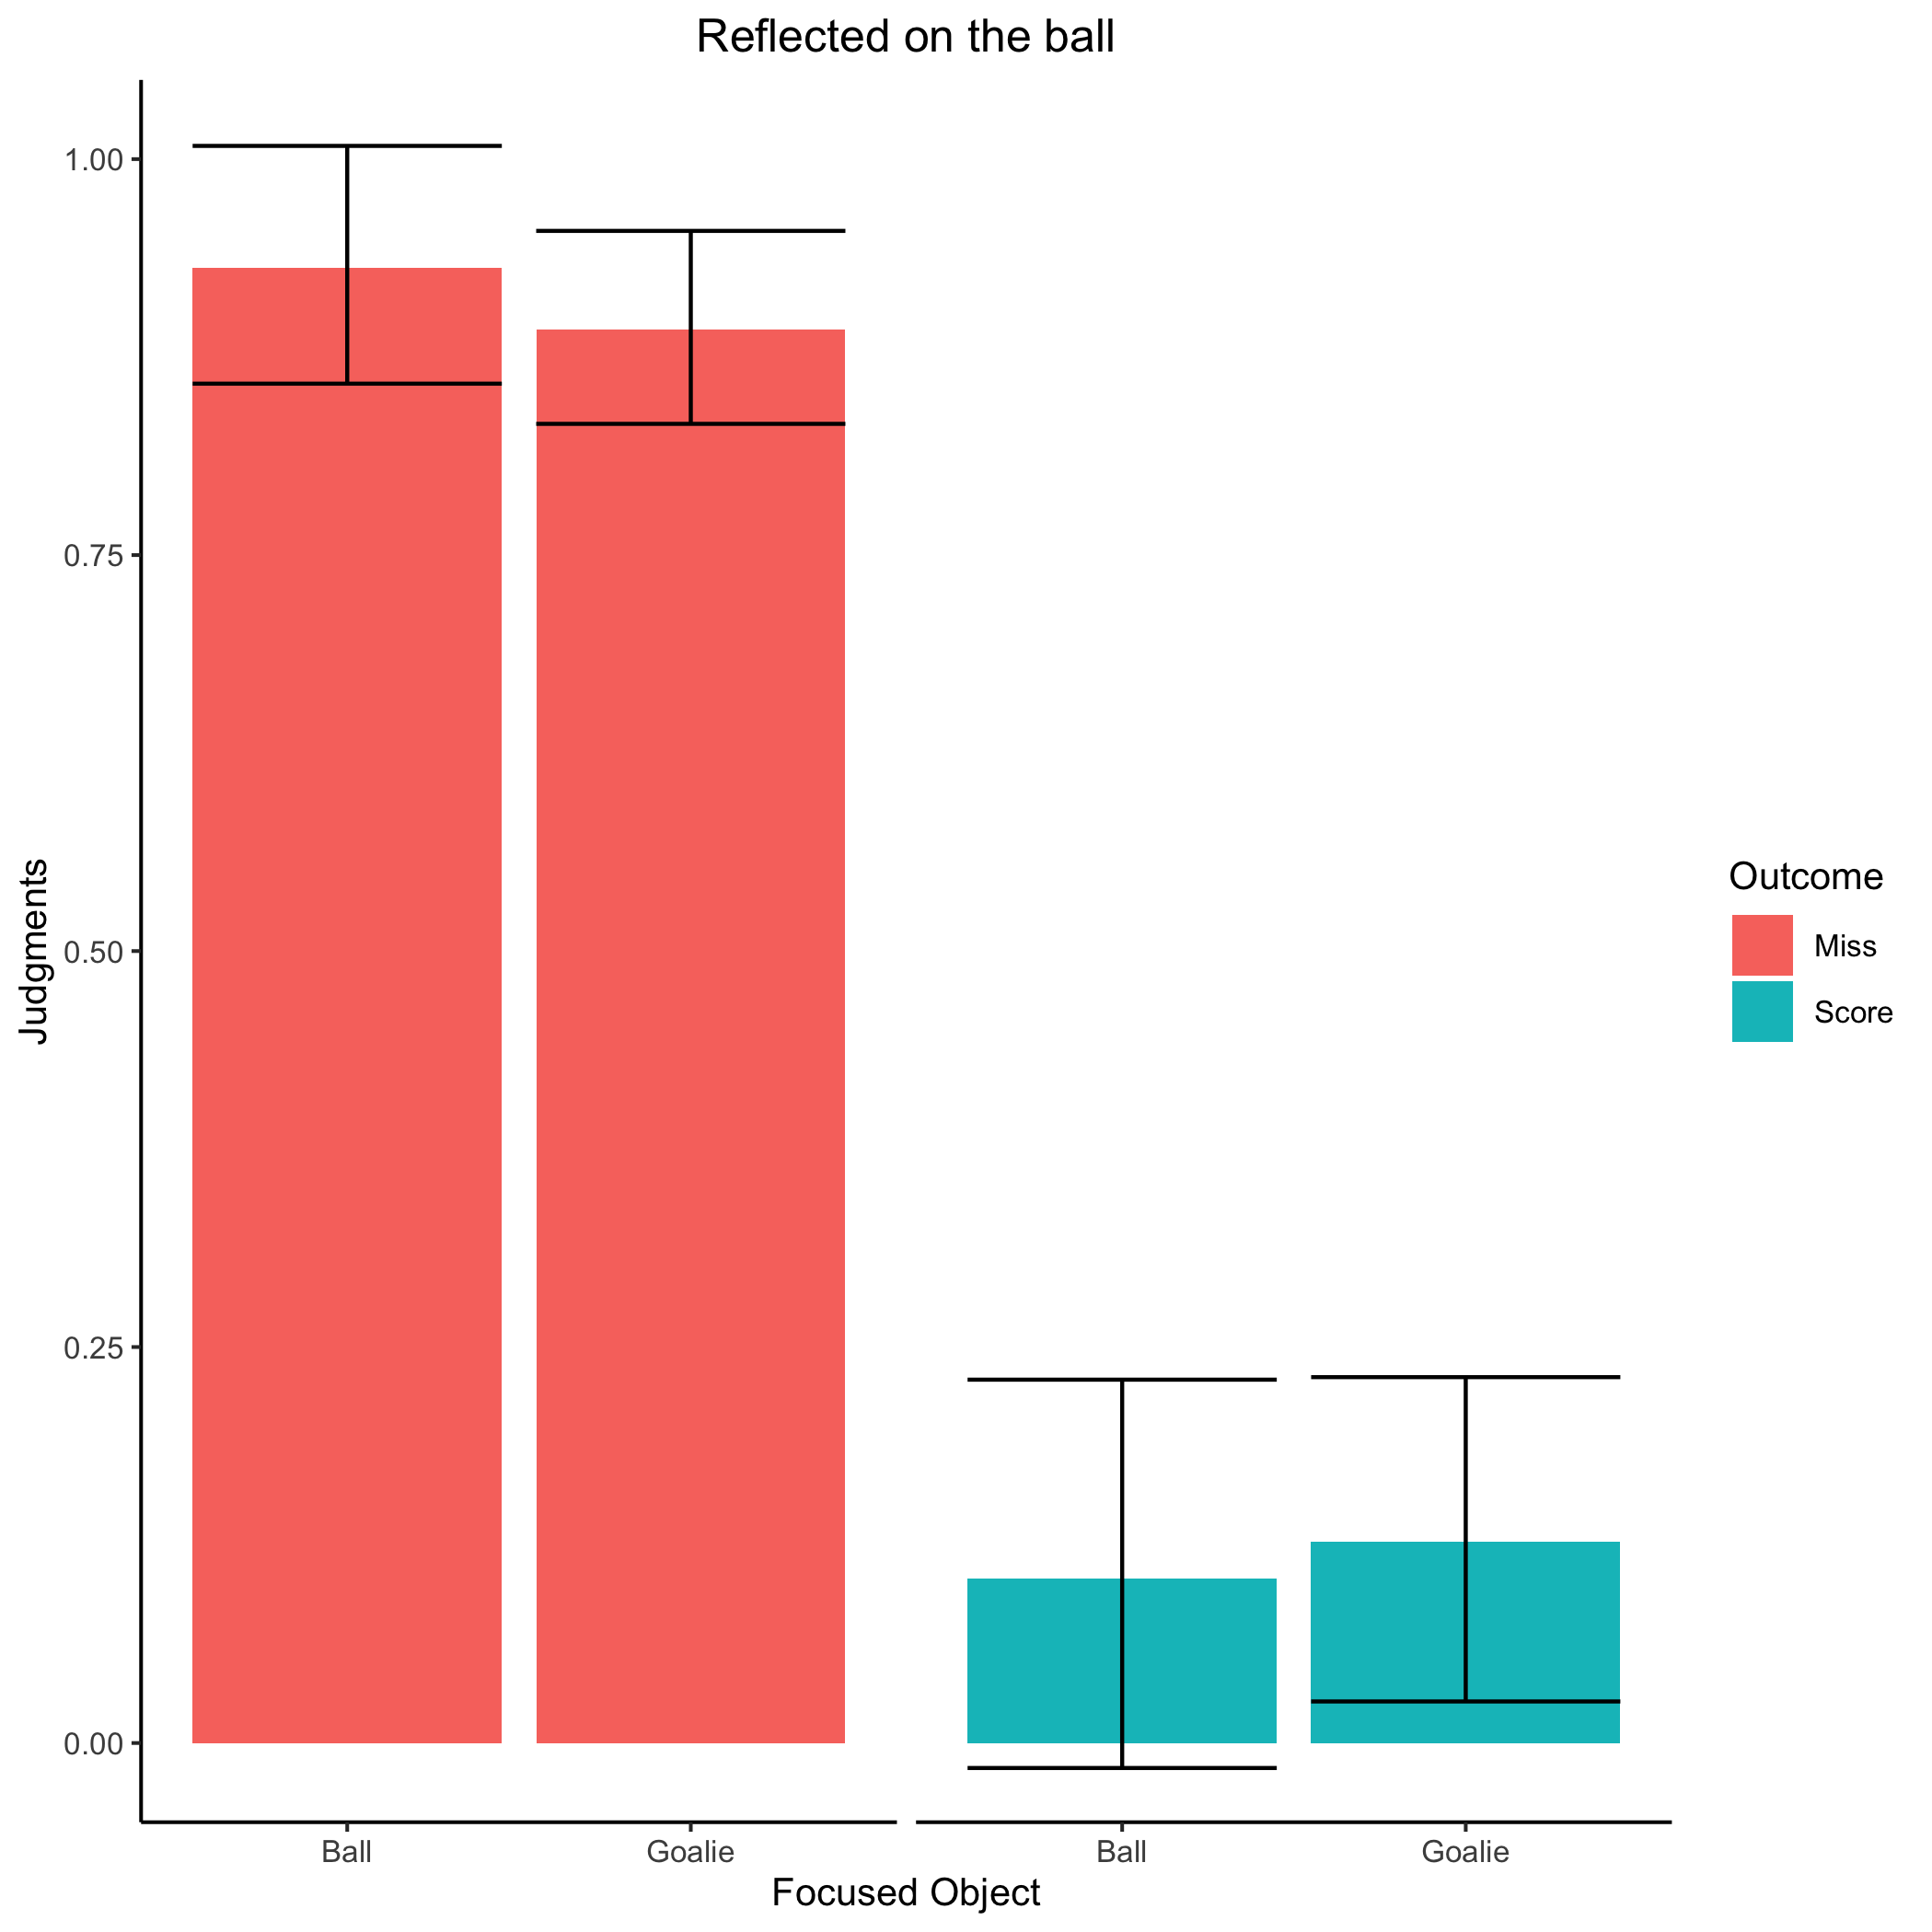 Reflected on the ball
1.00
0.75
0.50
0.25
0.00
Judgments
Ball
Goalie
Ball
Goalie
Focused Object
Outcome
Miss
Score